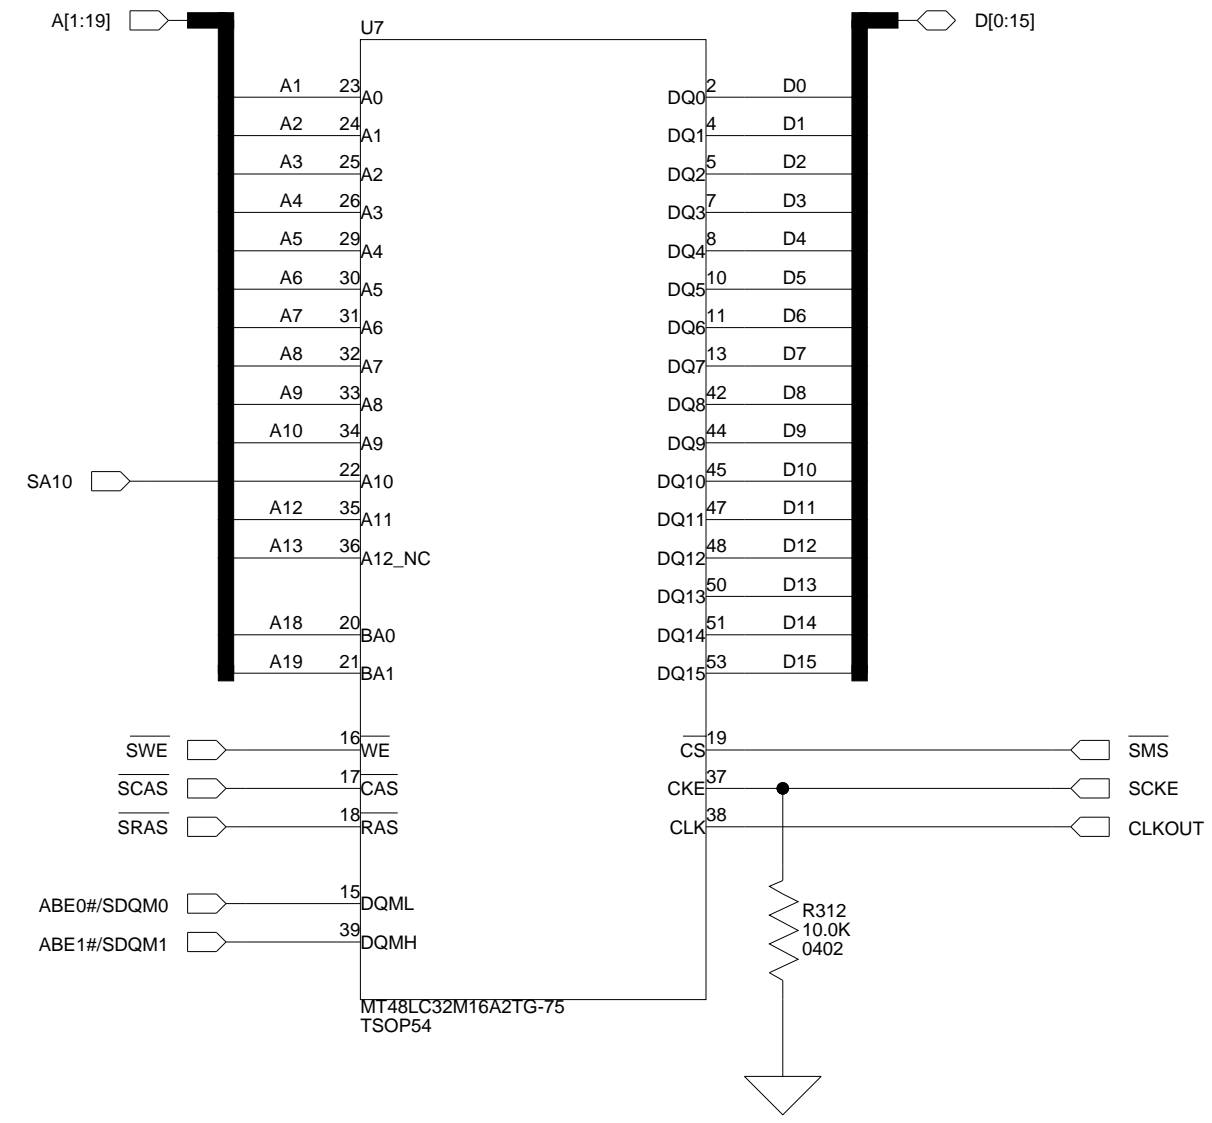 A[1:19] D[0:15]
U7
A1 23 A0 DQ0 2 D0
A2 24 A1 DQ1 4 D1
A3 25 A2 DQ2 5 D2
A4 26 A3 DQ3 7 D3
A5 29 A4 DQ4 8 D4
A6 30 A5 DQ5 10 D5
A7 31 A6 DQ6 11 D6
A8 32 A7 DQ7 13 D7
A9 33 A8 DQ8 42 D8
A10 34 A9 DQ9 44 D9
SA10 22 A10 DQ10 45 D10
A12 35 A11 DQ11 47 D11
A13 36 A12_NC DQ12 48 D12
DQ13 50 D13
A18 20 BA0 DQ14 51 D14
A19 21 BA1 DQ15 53 D15
SWE 16 WE CS 19 SMS
SCAS 17 CAS CKE 37 SCKE
SRAS 18 RAS CLK 38 CLKOUT
ABE0#/SDQM0 15 DQML
ABE1#/SDQM1 39 DQMH
R312
10.0K
0402
MT48LC32M16A2TG-75
TSOP54